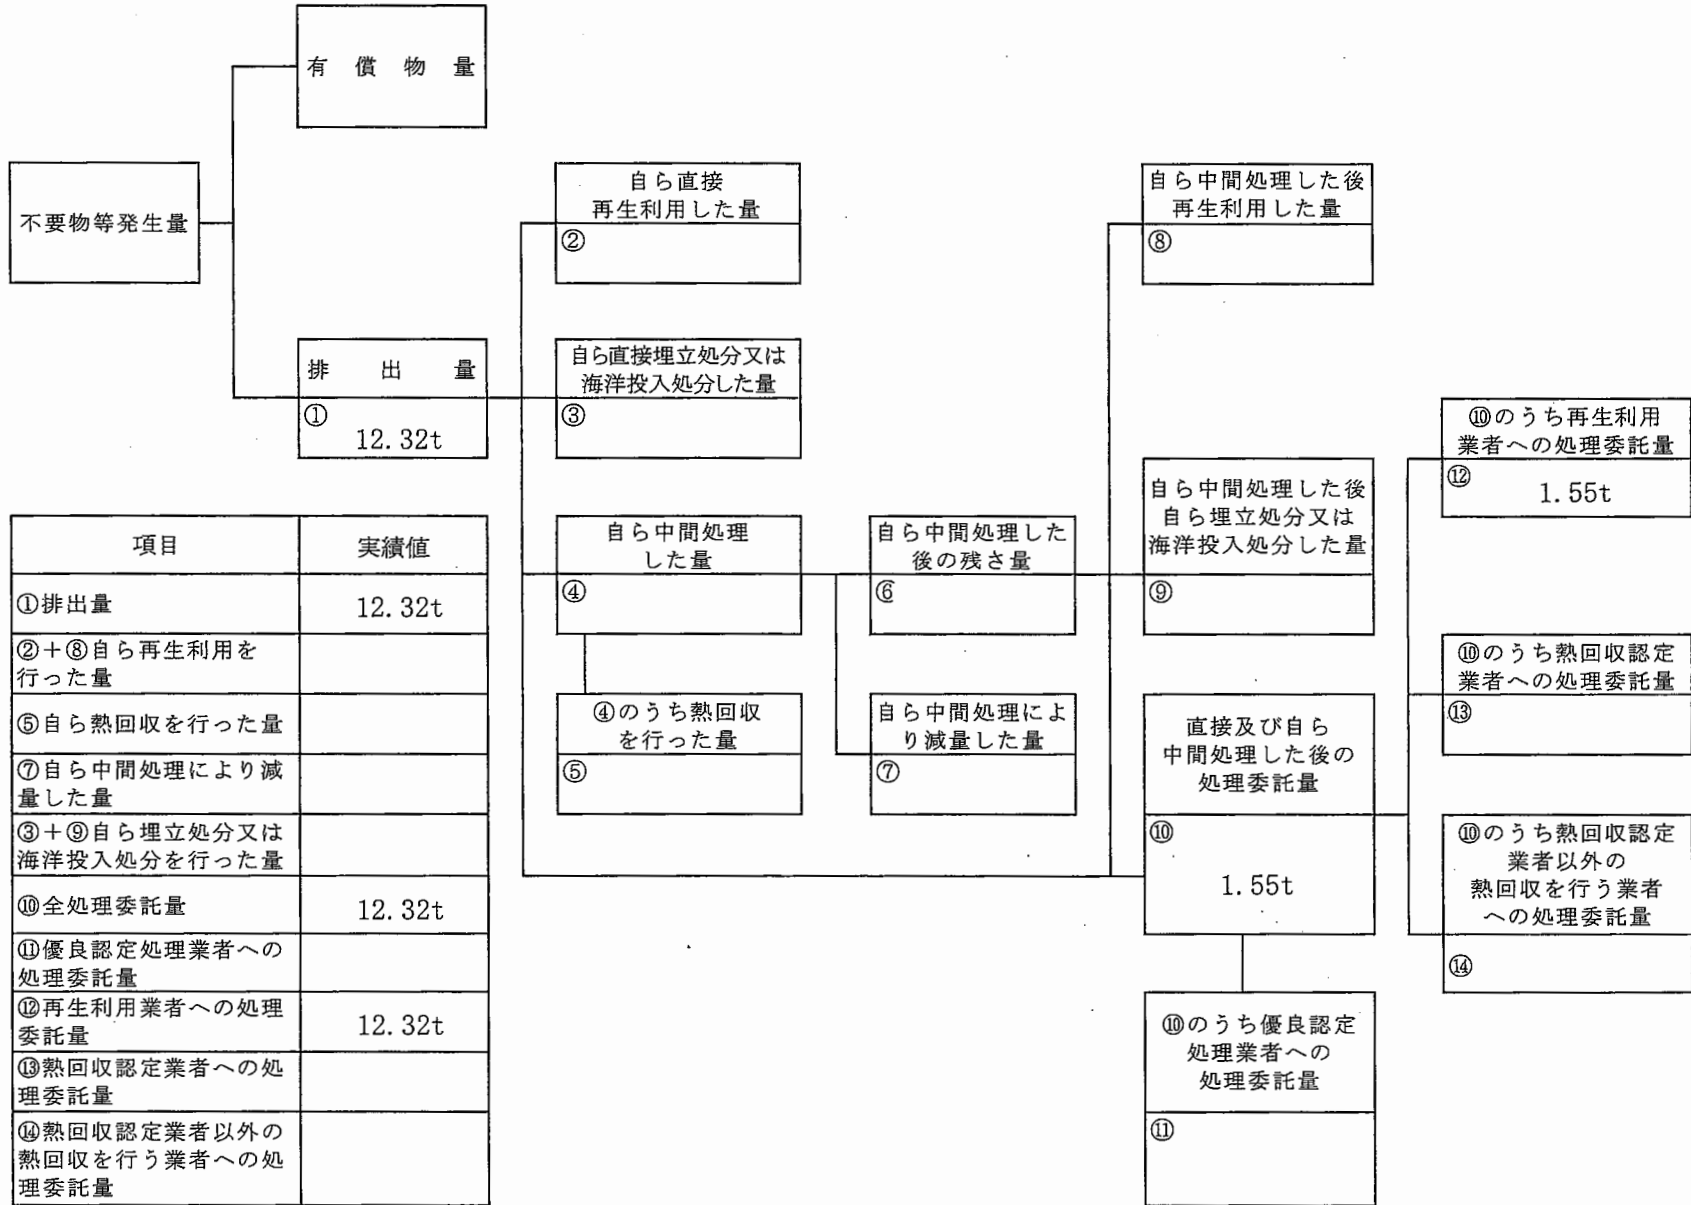 有償物量
不要物等発生量
排出量
①
12.32t
自ら直接
再生利用した量
②
自ら直接埋立処分又は
海洋投入処分した量
③
自ら中間処理
した量
④
④のうち熱回収
を行った量
⑤
自ら中間処理した
後の残さ量
⑥
自ら中間処理によ
り減量した量
⑦
自ら中間処理した後
再生利用した量
⑧
自ら中間処理した後
自ら埋立処分又は
海洋投入処分した量
⑨
直接及び自ら
中間処理した後の
処理委託量
⑩
1.55t
⑩のうち優良認定
処理業者への
処理委託量
⑪
⑩のうち再生利用
業者への処理委託量
⑫
1.55t
⑩のうち熱回収認定
業者への処理委託量
⑬
⑩のうち熱回収認定
業者以外の
熱回収を行う業者
への処理委託量
⑭
項目 実績値
①排出量 12.32t
②+⑧自ら再生利用を
行った量
⑤自ら熱回収を行った量
⑦自ら中間処理により減
量した量
③+⑨自ら埋立処分又は
海洋投入処分を行った量
⑩全処理委託量 12.32t
⑪優良認定処理業者への
処理委託量
⑫再生利用業者への処理
委託量 12.32t
⑬熱回収認定業者への処
理委託量
⑭熱回収認定業者以外の
熱回収を行う業者への処
理委託量